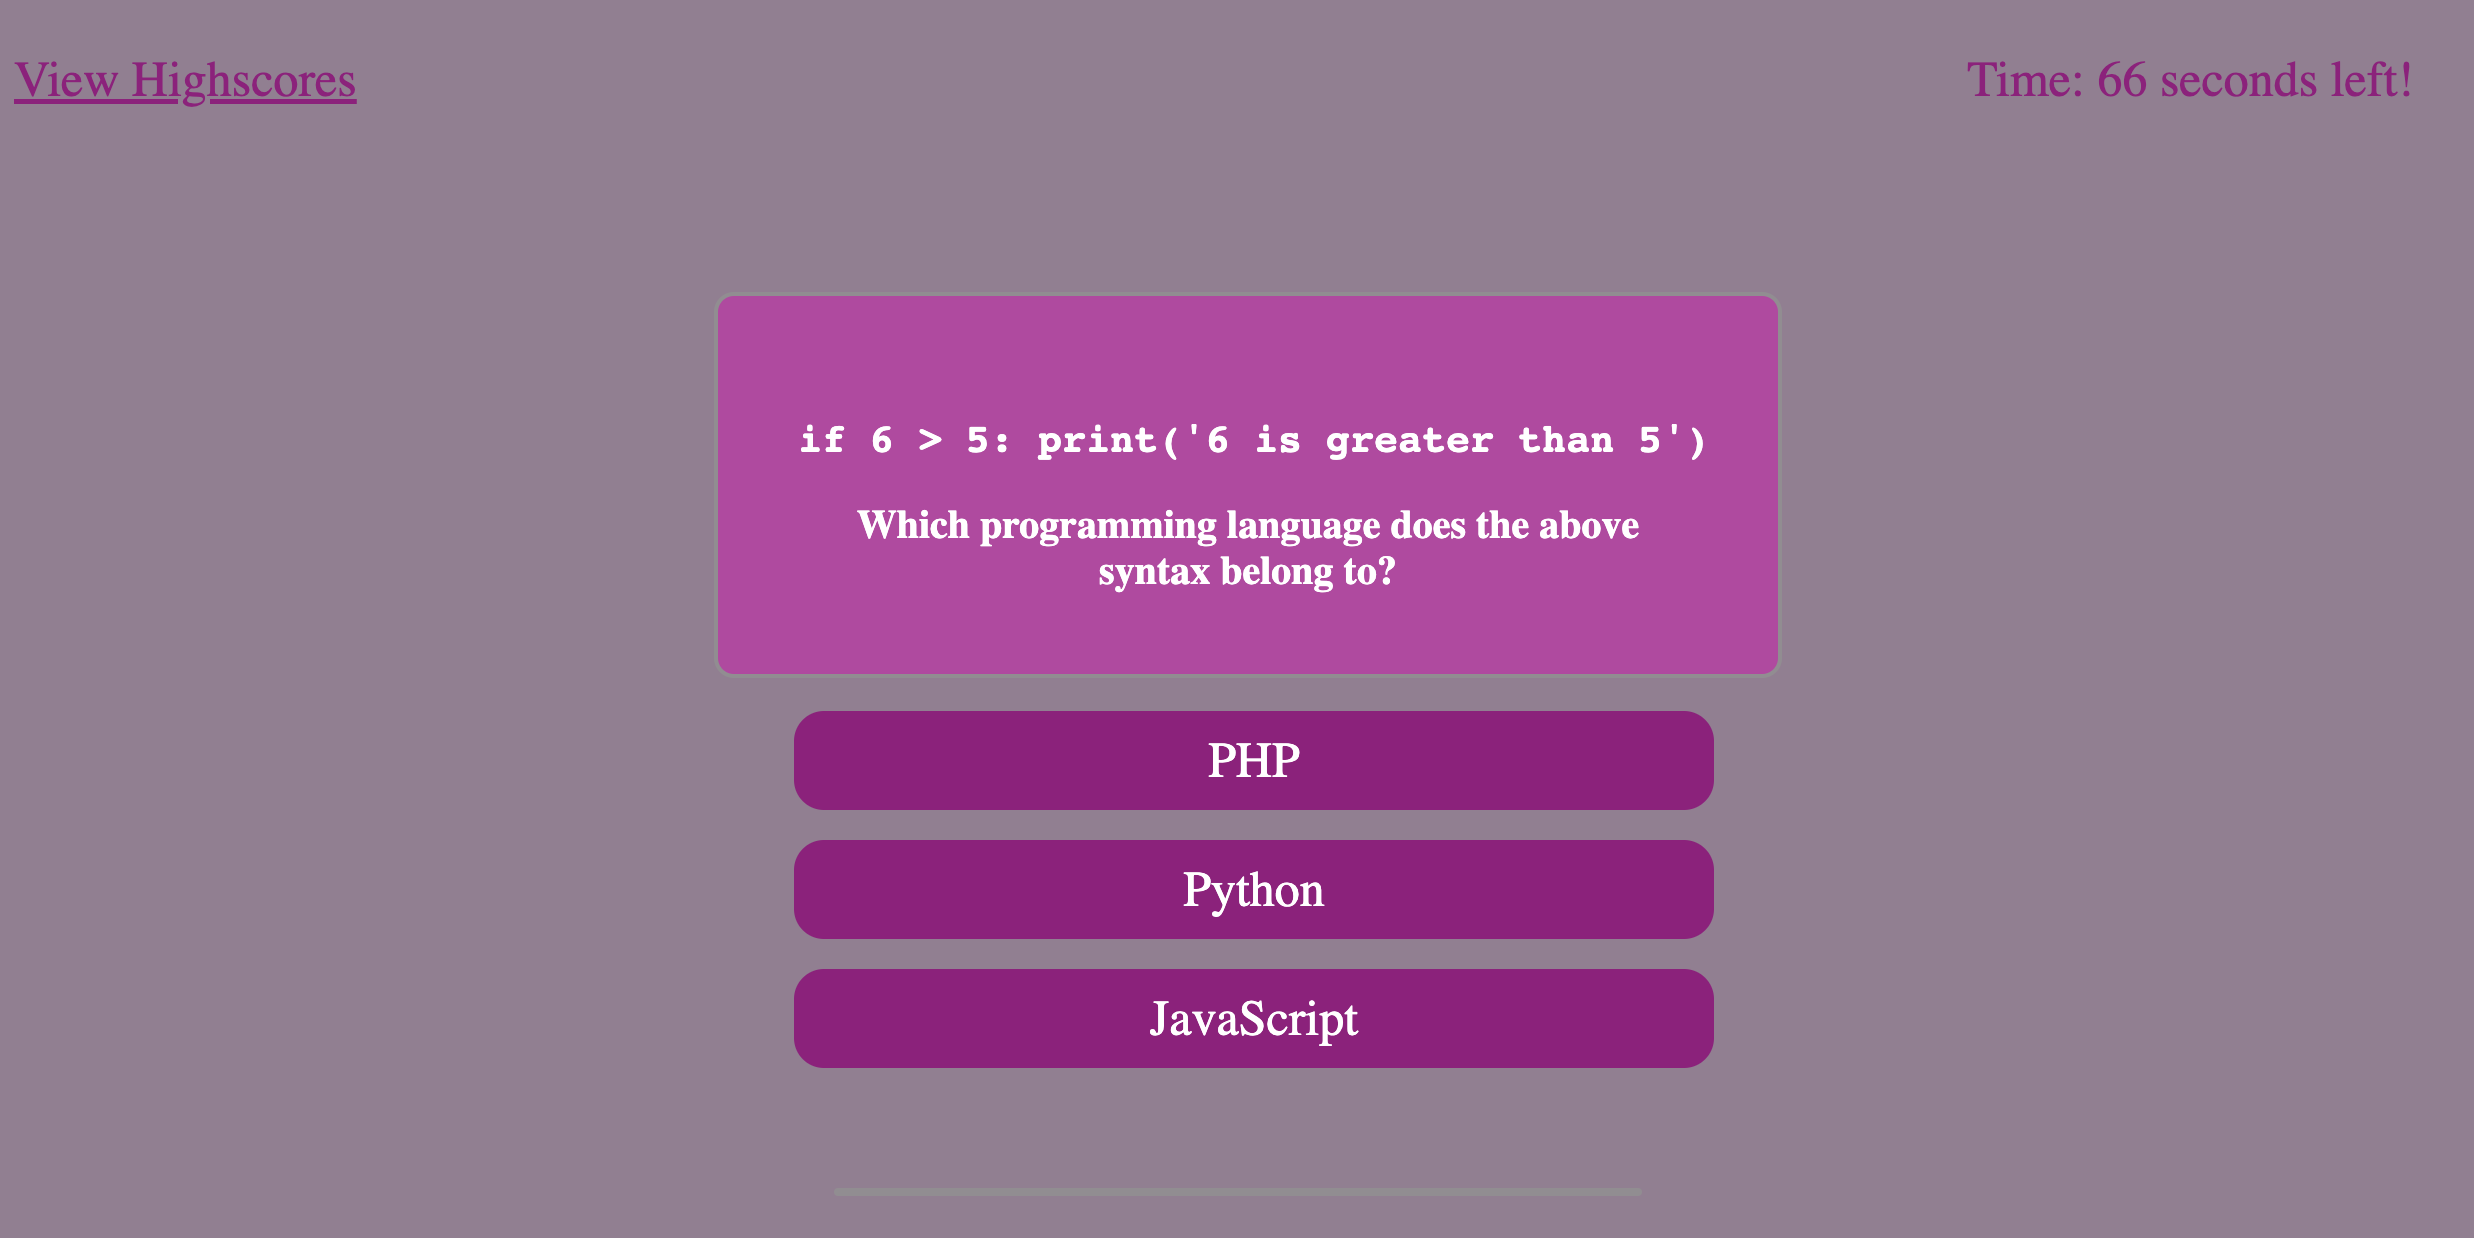 View Highscores
Time: 66 seconds left!
if 6 > 5: print('6 is greater than 5')
Which programming language does the above
syntax belong to?
PHP
Python
JavaScript